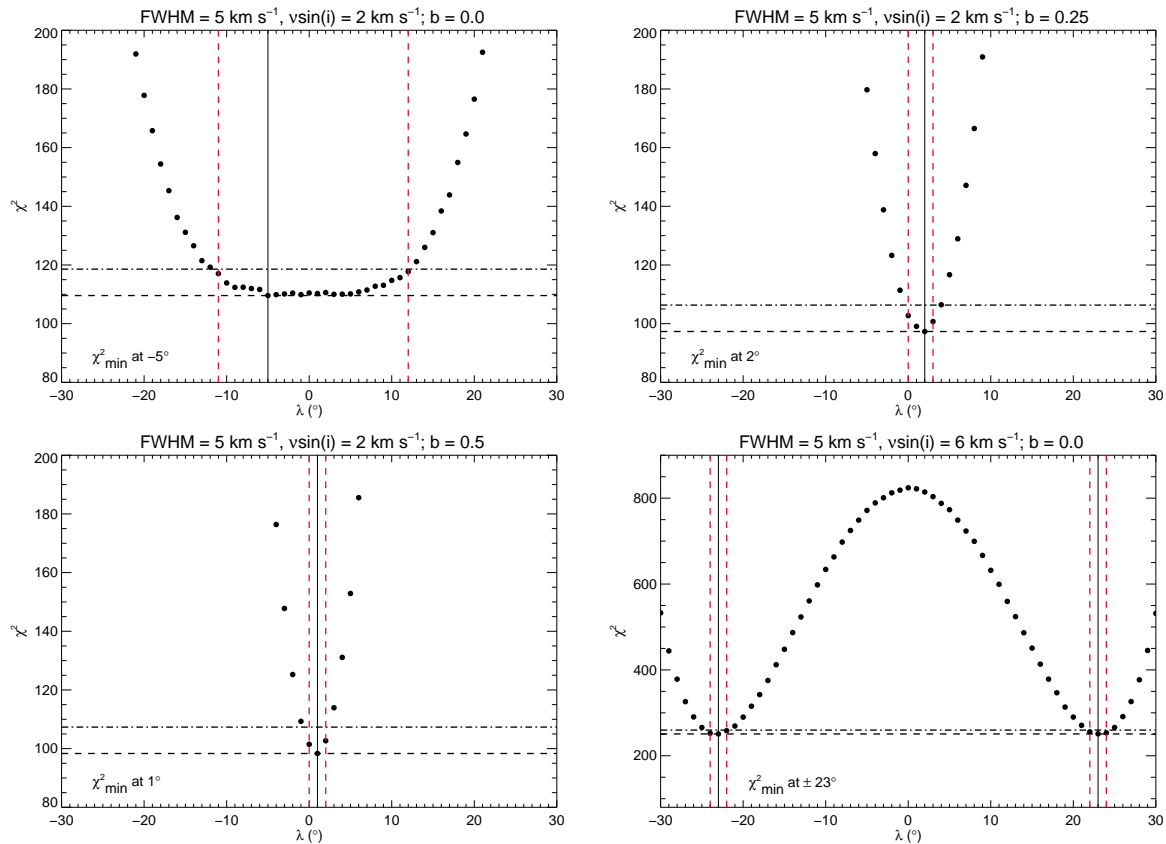 FWHM = 5 km s⁻¹, νsin(i) = 2 km s⁻¹; b = 0.0
200
180
160
140
120
100
80
χ²
χ²min at −5°
−30 −20 −10 0 10 20 30
λ (°)
FWHM = 5 km s⁻¹, νsin(i) = 2 km s⁻¹; b = 0.25
200
180
160
140
120
100
80
χ²
χ²min at 2°
−30 −20 −10 0 10 20 30
λ (°)
FWHM = 5 km s⁻¹, νsin(i) = 2 km s⁻¹; b = 0.5
200
180
160
140
120
100
80
χ²
χ²min at 1°
−30 −20 −10 0 10 20 30
λ (°)
FWHM = 5 km s⁻¹, νsin(i) = 6 km s⁻¹; b = 0.0
800
600
400
200
χ²
χ²min at ± 23°
−30 −20 −10 0 10 20 30
λ (°)